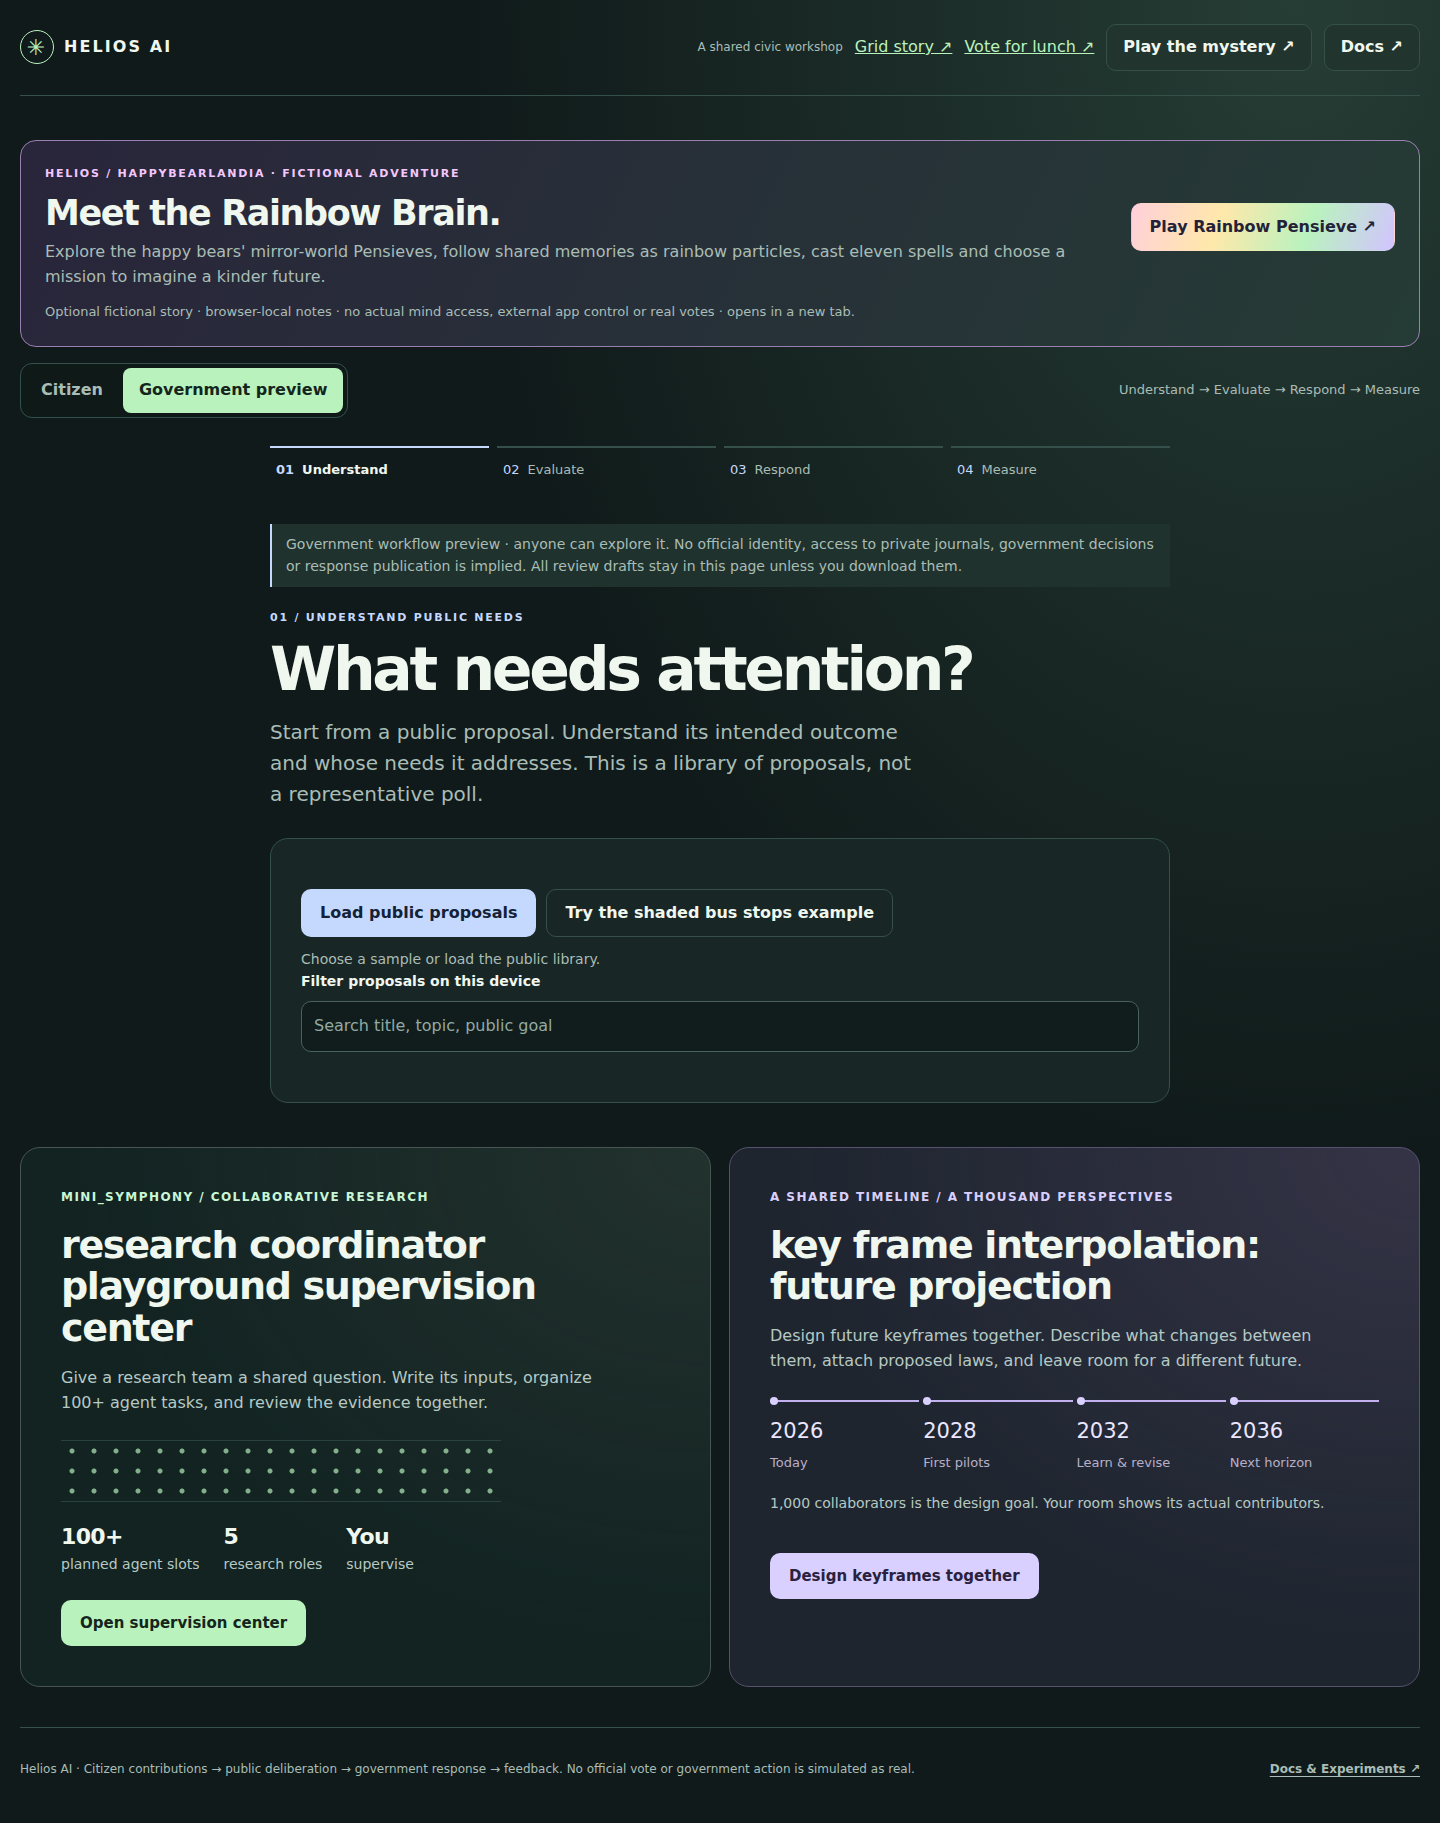 HELIOS AI
A shared civic workshop Grid story ↗ Vote for lunch ↗ Play the mystery ↗ Docs ↗
HELIOS / HAPPYBEARLANDIA · FICTIONAL ADVENTURE
Meet the Rainbow Brain.
Explore the happy bears' mirror-world Pensieves, follow shared memories as rainbow particles, cast eleven spells and choose a
mission to imagine a kinder future.
Optional fictional story · browser-local notes · no actual mind access, external app control or real votes · opens in a new tab.
Play Rainbow Pensieve ↗
Citizen Government preview
Understand → Evaluate → Respond → Measure
01 Understand
02 Evaluate
03 Respond
04 Measure
Government workflow preview · anyone can explore it. No official identity, access to private journals, government decisions
or response publication is implied. All review drafts stay in this page unless you download them.
01 / UNDERSTAND PUBLIC NEEDS
What needs attention?
Start from a public proposal. Understand its intended outcome
and whose needs it addresses. This is a library of proposals, not
a representative poll.
Load public proposals
Try the shaded bus stops example
Choose a sample or load the public library.
Filter proposals on this device
Search title, topic, public goal
MINI_SYMPHONY / COLLABORATIVE RESEARCH
research coordinator
playground supervision
center
Give a research team a shared question. Write its inputs, organize
100+ agent tasks, and review the evidence together.
100+
planned agent slots
5
research roles
You
supervise
Open supervision center
A SHARED TIMELINE / A THOUSAND PERSPECTIVES
key frame interpolation:
future projection
Design future keyframes together. Describe what changes between
them, attach proposed laws, and leave room for a different future.
2026
Today
2028
First pilots
2032
Learn & revise
2036
Next horizon
1,000 collaborators is the design goal. Your room shows its actual contributors.
Design keyframes together
Helios AI · Citizen contributions → public deliberation → government response → feedback. No official vote or government action is simulated as real.
Docs & Experiments ↗